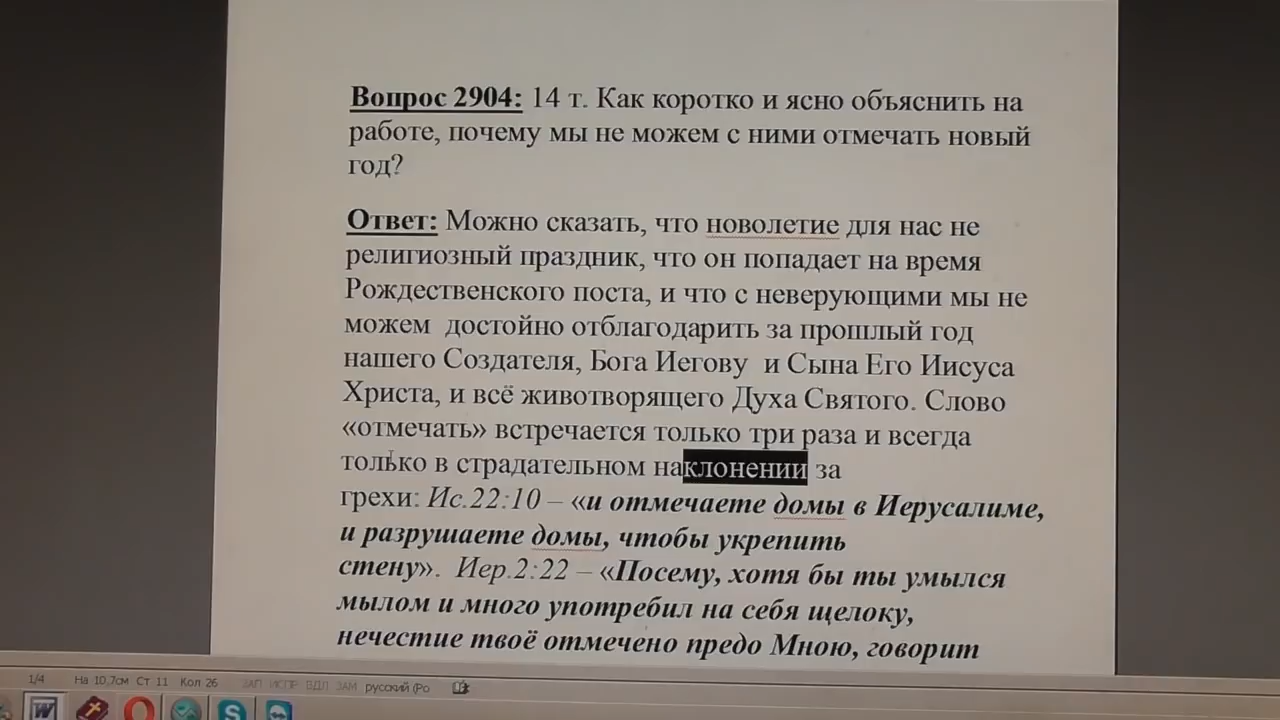 Вопрос 2904: 14 т. Как коротко и ясно объяснить на
работе, почему мы не можем с ними отмечать новый
год?
Ответ: Можно сказать, что новолетие для нас не
религиозный праздник, что он попадает на время
Рождественского поста, и что с неверующими мы не
можем достойно отблагодарить за прошлый год
нашего Создателя, Бога Иегову и Сына Его Иисуса
Христа, и всё животворящего Духа Святого. Слово
«отмечать» встречается только три раза и всегда
только в страдательном наклонении за
грехи: Ис.22:10 – «и отмечаете домы в Иерусалиме,
и разрушаете домы, чтобы укрепить
стену». Иер.2:22 – «Посему, хотя бы ты умылся
мылом и много употребил на себя щелоку,
нечестие твоё отмечено предо Мною, говорит
1/4 На 10,7см Ст 11 Кол 26 ЗАП ИСПР ВДЛ ЗАМ русский (Ро